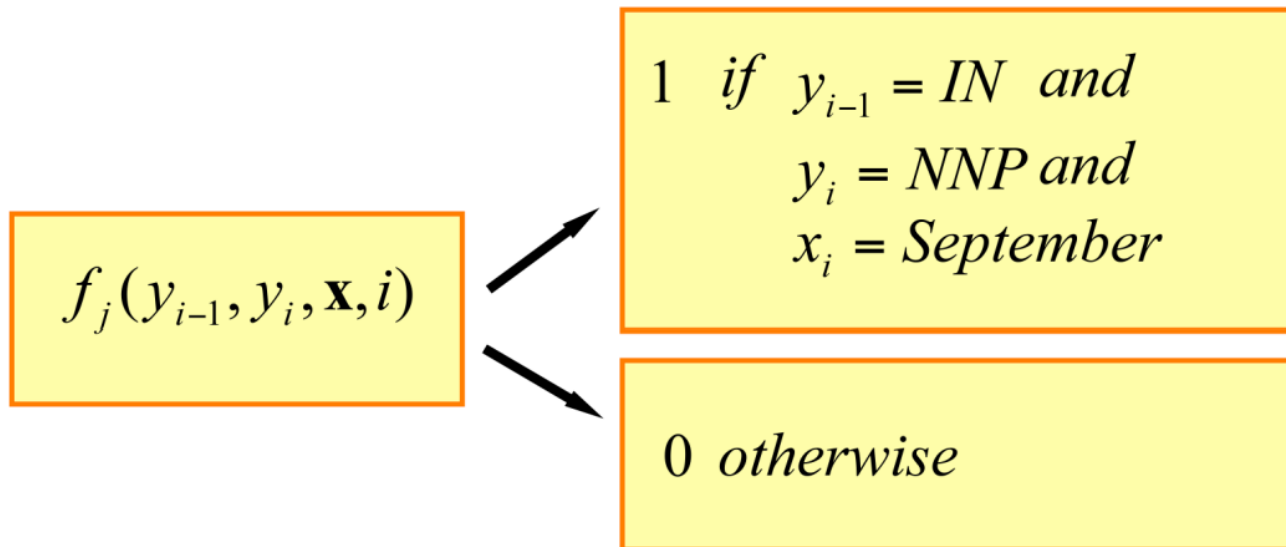 f_j(y_{i−1}, y_i, x, i)
1 if y_{i−1} = IN and
y_i = NNP and
x_i = September
0 otherwise